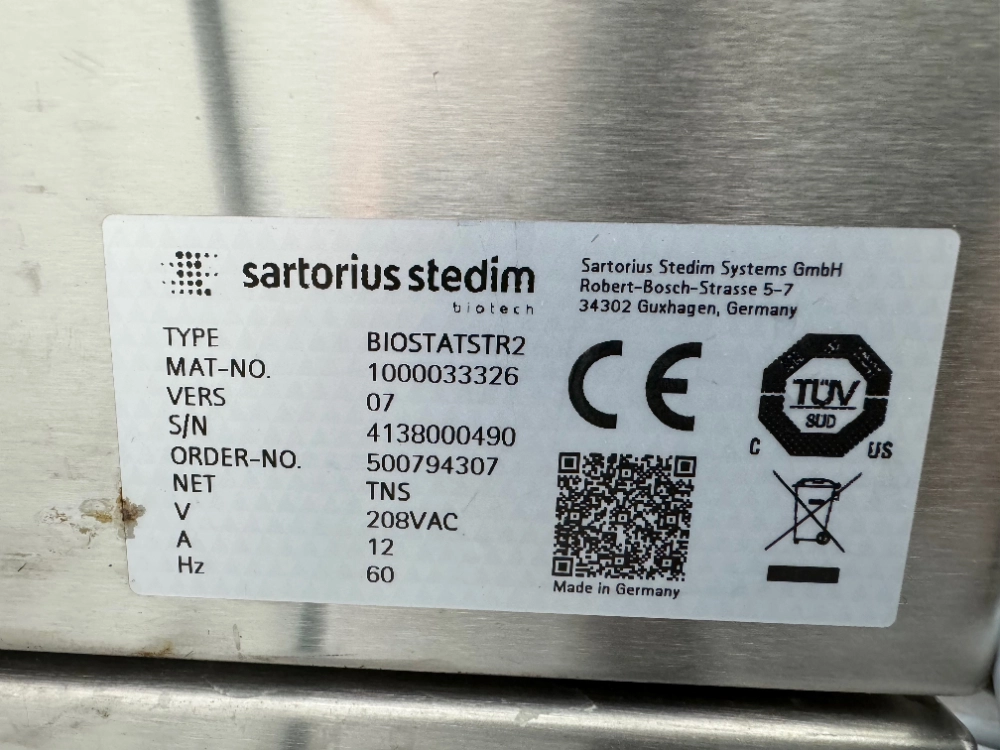 sartorius stedim
biotech
Sartorius Stedim Systems GmbH
Robert-Bosch-Strasse 5-7
34302 Guxhagen, Germany
TYPE BIOSTATSTR2
MAT-NO. 1000033326
VERS 07
S/N 4138000490
ORDER-NO. 500794307
NET TNS
V 208VAC
A 12
Hz 60
CE
TÜV
SUD
C US
Made in Germany